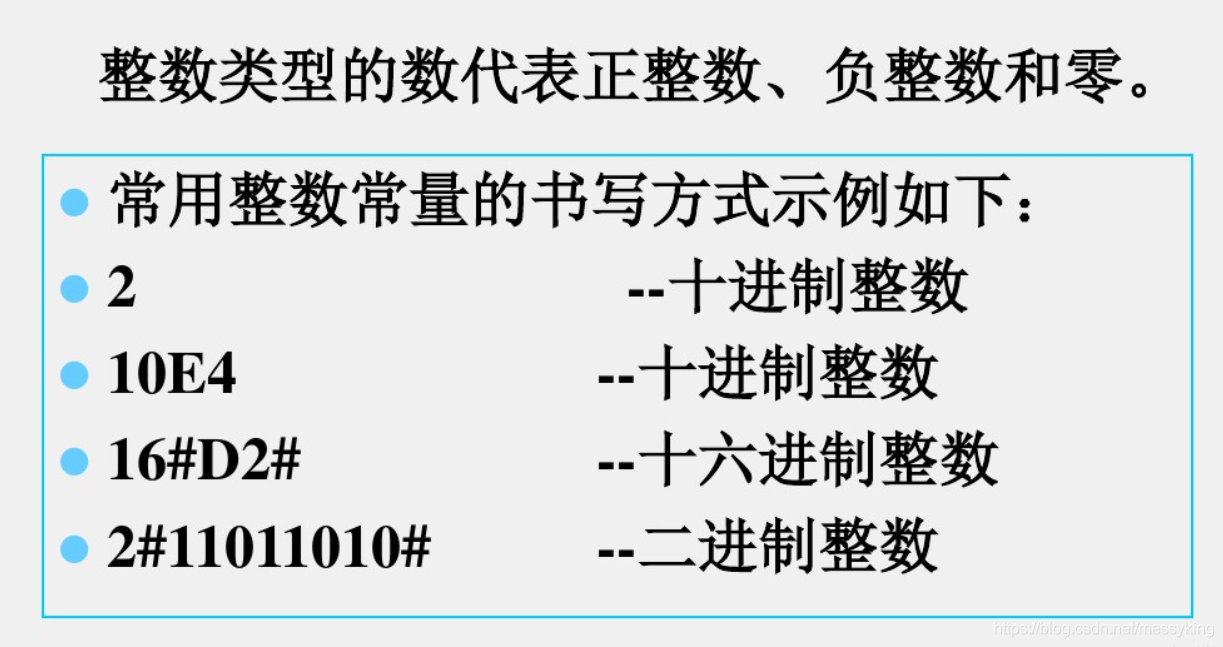 整数类型的数代表正整数、负整数和零。
常用整数常量的书写方式示例如下：
2 --十进制整数
10E4 --十进制整数
16#D2# --十六进制整数
2#11011010# --二进制整数
https://blog.csdn.net/messyking